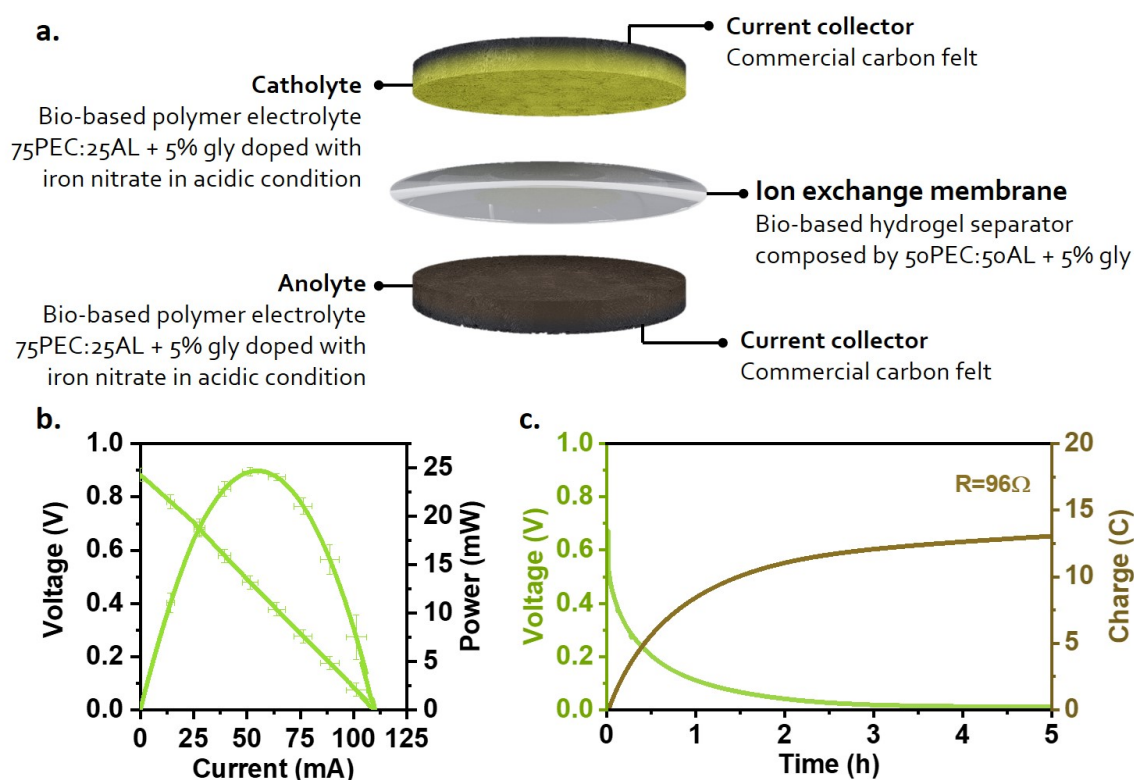 a.
Current collector
Commercial carbon felt
Catholyte
Bio-based polymer electrolyte
75PEC:25AL + 5% gly doped with
iron nitrate in acidic condition
Ion exchange membrane
Bio-based hydrogel separator
composed by 50PEC:50AL + 5% gly
Anolyte
Bio-based polymer electrolyte
75PEC:25AL + 5% gly doped with
iron nitrate in acidic condition
Current collector
Commercial carbon felt
b.
1.0
0.8
0.6
0.4
0.2
0.0
Voltage (V)
25
20
15
10
5
0
Power (mW)
0 25 50 75 100 125
Current (mA)
c.
1.0
0.8
0.6
0.4
0.2
0.0
Voltage (V)
R=96Ω
20
15
10
5
0
Charge (C)
0 1 2 3 4 5
Time (h)